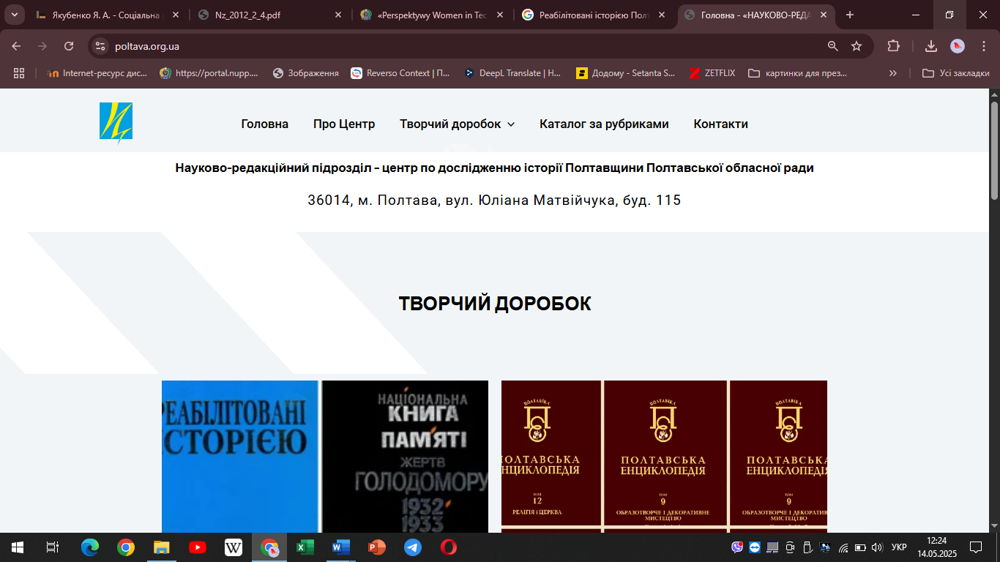 Якубенко Я. А. - Соціальна
Nz_2012_2_4.pdf
«Perspektywy Women in Tec
Реабілітовані історією Пол
Головна - «НАУКОВО-РЕДА
poltava.org.ua
Internet-ресурс дис...
https://portal.nupp....
Зображення
Reverso Context | П...
DeepL Translate | Н...
Додому - Setanta S...
ZETFLIX
картинки для през...
Усі закладки
Головна
Про Центр
Творчий доробок
Каталог за рубриками
Контакти
Науково-редакційний підрозділ – центр по дослідженню історії Полтавщини Полтавської обласної ради
36014, м. Полтава, вул. Юліана Матвійчука, буд. 115
ТВОРЧИЙ ДОРОБОК
РЕАБІЛІТОВАНІ
ІСТОРІЄЮ
НАЦІОНАЛЬНА
КНИГА
ПАМ'ЯТІ
ЖЕРТВ
ГОЛОДОМОРУ
1932
1933
ПОЛТАВІКА
ПОЛТАВСЬКА
ЕНЦИКЛОПЕДІЯ
ТОМ
12
РЕЛІГІЯ і ЦЕРКВА
ПОЛТАВІКА
ПОЛТАВСЬКА
ЕНЦИКЛОПЕДІЯ
ТОМ
9
ОБРАЗОТВОРЧЕ І ДЕКОРАТИВНЕ
МИСТЕЦТВО
ПОЛТАВІКА
ПОЛТАВСЬКА
ЕНЦИКЛОПЕДІЯ
ТОМ
9
ОБРАЗОТВОРЧЕ І ДЕКОРАТИВНЕ
МИСТЕЦТВО
УКР
12:24
14.05.2025